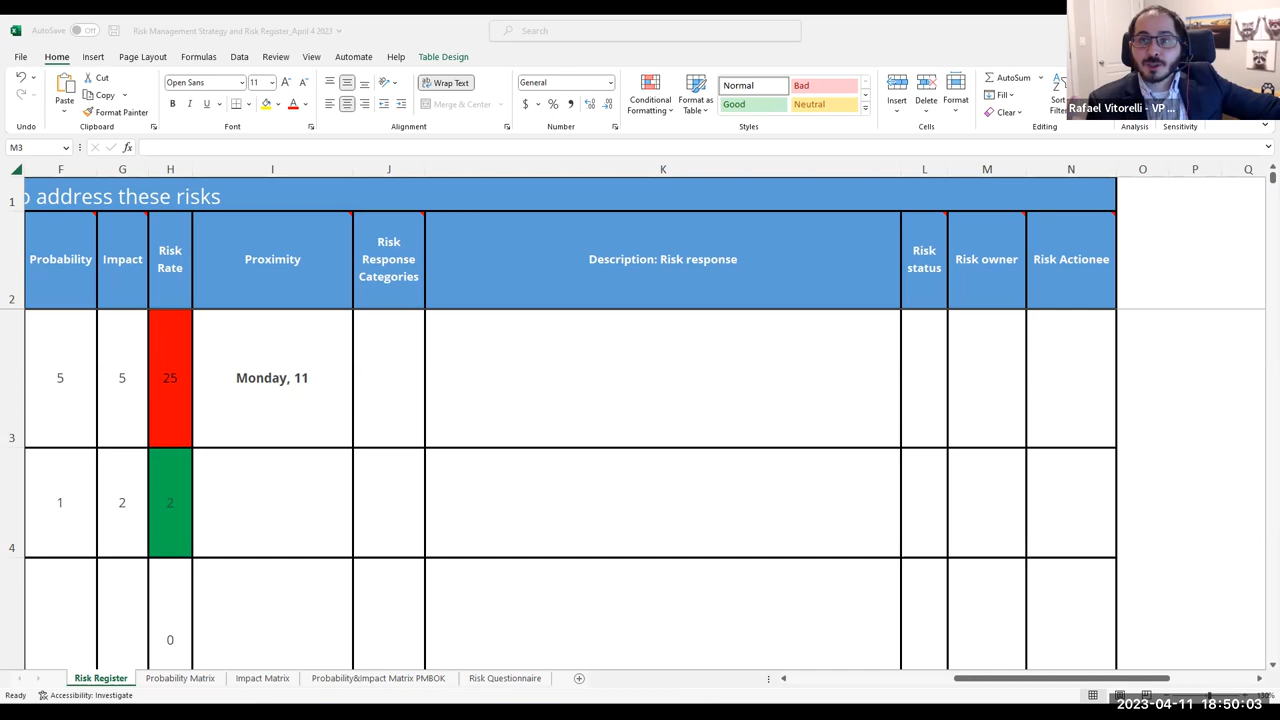 AutoSave Off
Risk Management Strategy and Risk Register_April 4 2023
Search
File Home Insert Page Layout Formulas Data Review View Automate Help Table Design
Paste
Cut
Copy
Format Painter
Open Sans 11
B I U
Wrap Text
Merge & Center
General
$ % ,
Conditional Formatting
Format as Table
Normal Bad
Good Neutral
Insert Delete Format
AutoSum
Fill
Clear
Rafael Vitorelli - VP ...
Undo Clipboard Font Alignment Number Styles Cells Editing Analysis Sensitivity
M3 fx
F G H I J K L M N O P Q
1
address these risks
2
Probability Impact Risk Rate Proximity Risk Response Categories Description: Risk response Risk status Risk owner Risk Actionee
3
5 5 25 Monday, 11
4
1 2 2
0
Risk Register Probability Matrix Impact Matrix Probability&Impact Matrix PMBOK Risk Questionnaire
Ready Accessibility: Investigate
2023-04-11 18:50:03